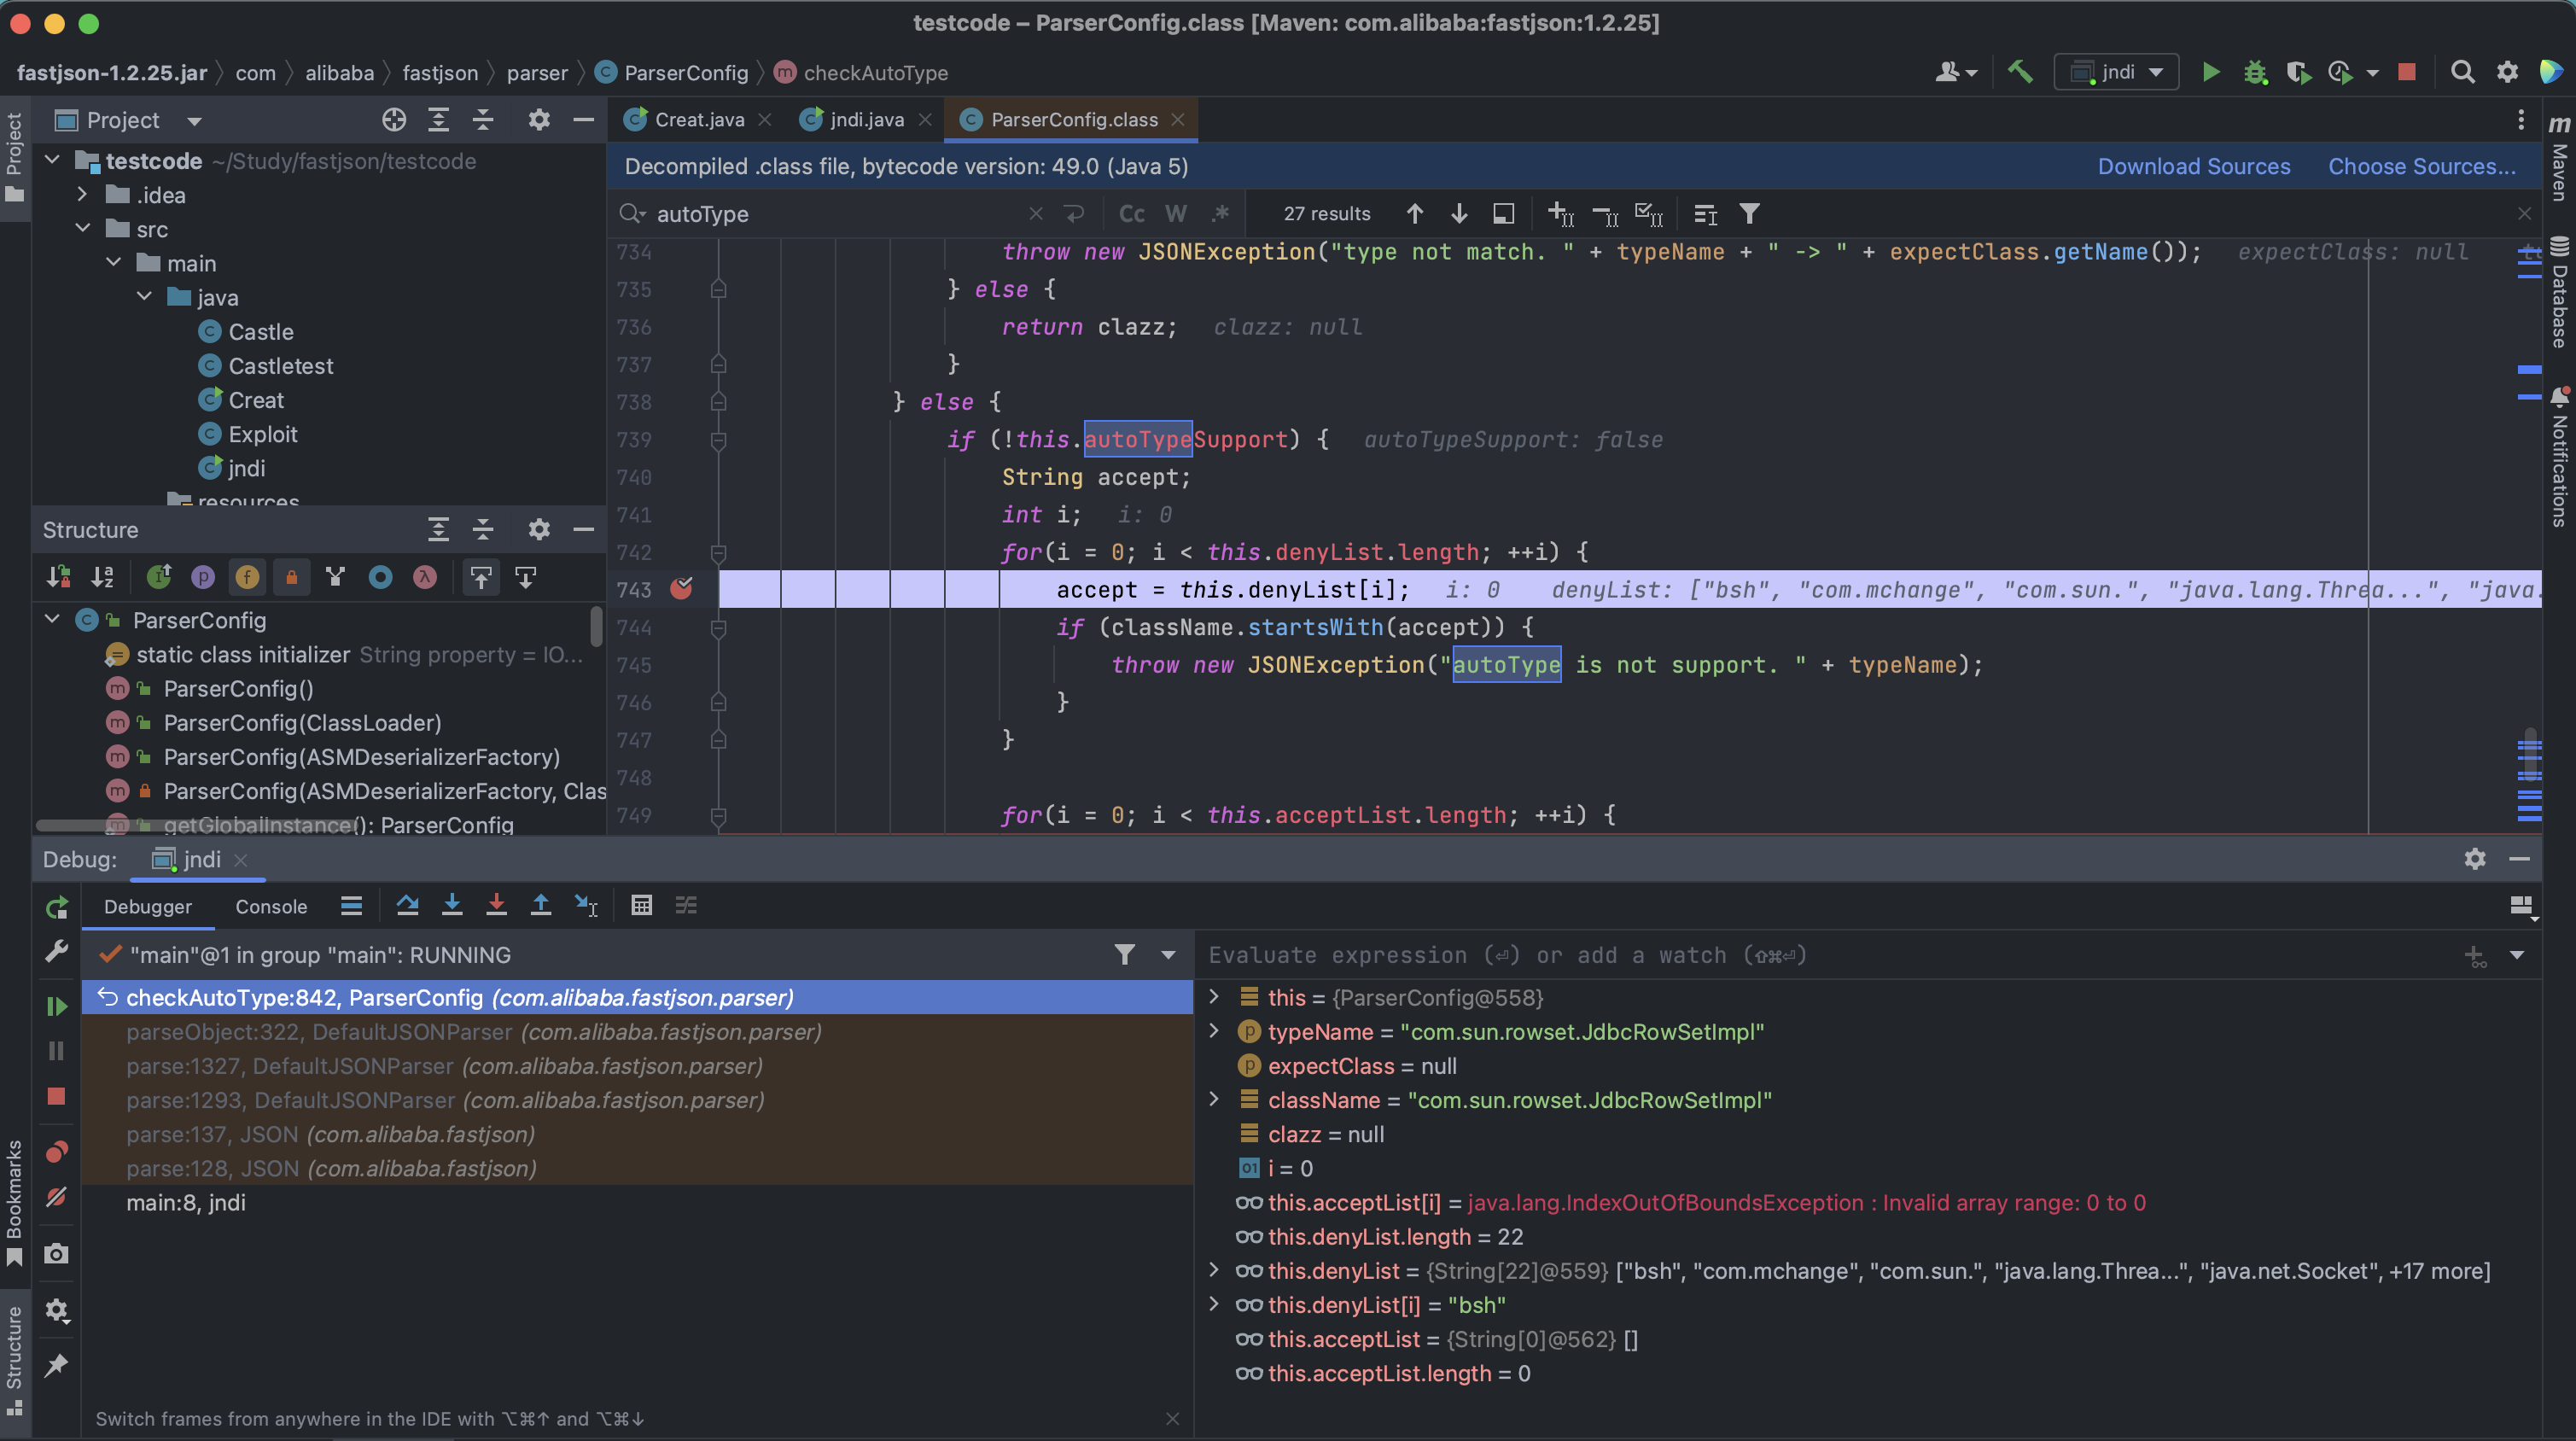 testcode – ParserConfig.class [Maven: com.alibaba:fastjson:1.2.25]
fastjson-1.2.25.jar com alibaba fastjson parser ParserConfig checkAutoType
jndi
Project
Creat.java jndi.java ParserConfig.class
testcode ~/Study/fastjson/testcode
.idea
src
main
java
Castle
Castletest
Creat
Exploit
jndi
resources
Decompiled .class file, bytecode version: 49.0 (Java 5) Download Sources Choose Sources...
autoType Cc W .* 27 results
734 throw new JSONException("type not match. " + typeName + " -> " + expectClass.getName()); expectClass: null
735 } else {
736 return clazz; clazz: null
737 }
738 } else {
739 if (!this.autoTypeSupport) { autoTypeSupport: false
740 String accept;
741 int i; i: 0
742 for(i = 0; i < this.denyList.length; ++i) {
743 accept = this.denyList[i]; i: 0 denyList: ["bsh", "com.mchange", "com.sun.", "java.lang.Threa...", "java.
744 if (className.startsWith(accept)) {
745 throw new JSONException("autoType is not support. " + typeName);
746 }
747 }
748
749 for(i = 0; i < this.acceptList.length; ++i) {
Structure
ParserConfig
static class initializer String property = IO...
ParserConfig()
ParserConfig(ClassLoader)
ParserConfig(ASMDeserializerFactory)
ParserConfig(ASMDeserializerFactory, Clas
getGlobalInstance(): ParserConfig
Project
Bookmarks
Structure
Maven
Database
Notifications
Debug: jndi
Debugger Console
"main"@1 in group "main": RUNNING
checkAutoType:842, ParserConfig (com.alibaba.fastjson.parser)
parseObject:322, DefaultJSONParser (com.alibaba.fastjson.parser)
parse:1327, DefaultJSONParser (com.alibaba.fastjson.parser)
parse:1293, DefaultJSONParser (com.alibaba.fastjson.parser)
parse:137, JSON (com.alibaba.fastjson)
parse:128, JSON (com.alibaba.fastjson)
main:8, jndi
Switch frames from anywhere in the IDE with ⌥⌘↑ and ⌥⌘↓
Evaluate expression (⏎) or add a watch (⇧⌘⏎)
this = {ParserConfig@558}
typeName = "com.sun.rowset.JdbcRowSetImpl"
expectClass = null
className = "com.sun.rowset.JdbcRowSetImpl"
clazz = null
i = 0
this.acceptList[i] = java.lang.IndexOutOfBoundsException : Invalid array range: 0 to 0
this.denyList.length = 22
this.denyList = {String[22]@559} ["bsh", "com.mchange", "com.sun.", "java.lang.Threa...", "java.net.Socket", +17 more]
this.denyList[i] = "bsh"
this.acceptList = {String[0]@562} []
this.acceptList.length = 0